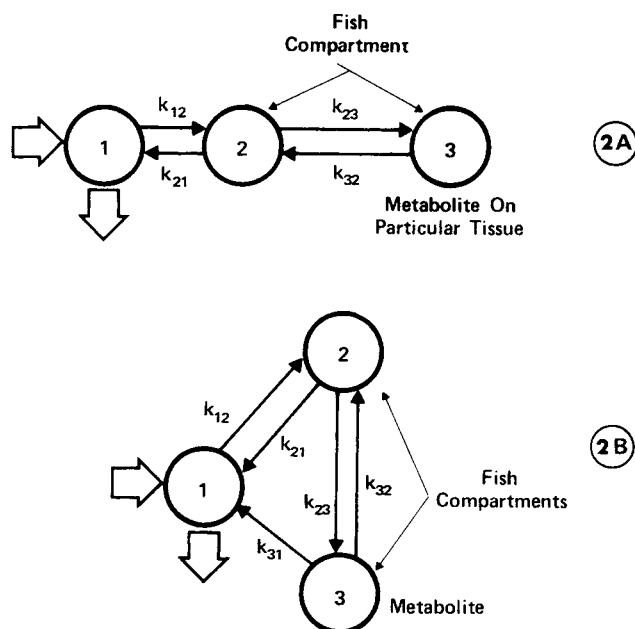 Fish
Compartment
k12
k23
1
2
3
k21
k32
2A
Metabolite On
Particular Tissue
2
k12
k21
2B
1
k23
k32
Fish
Compartments
k31
3
Metabolite